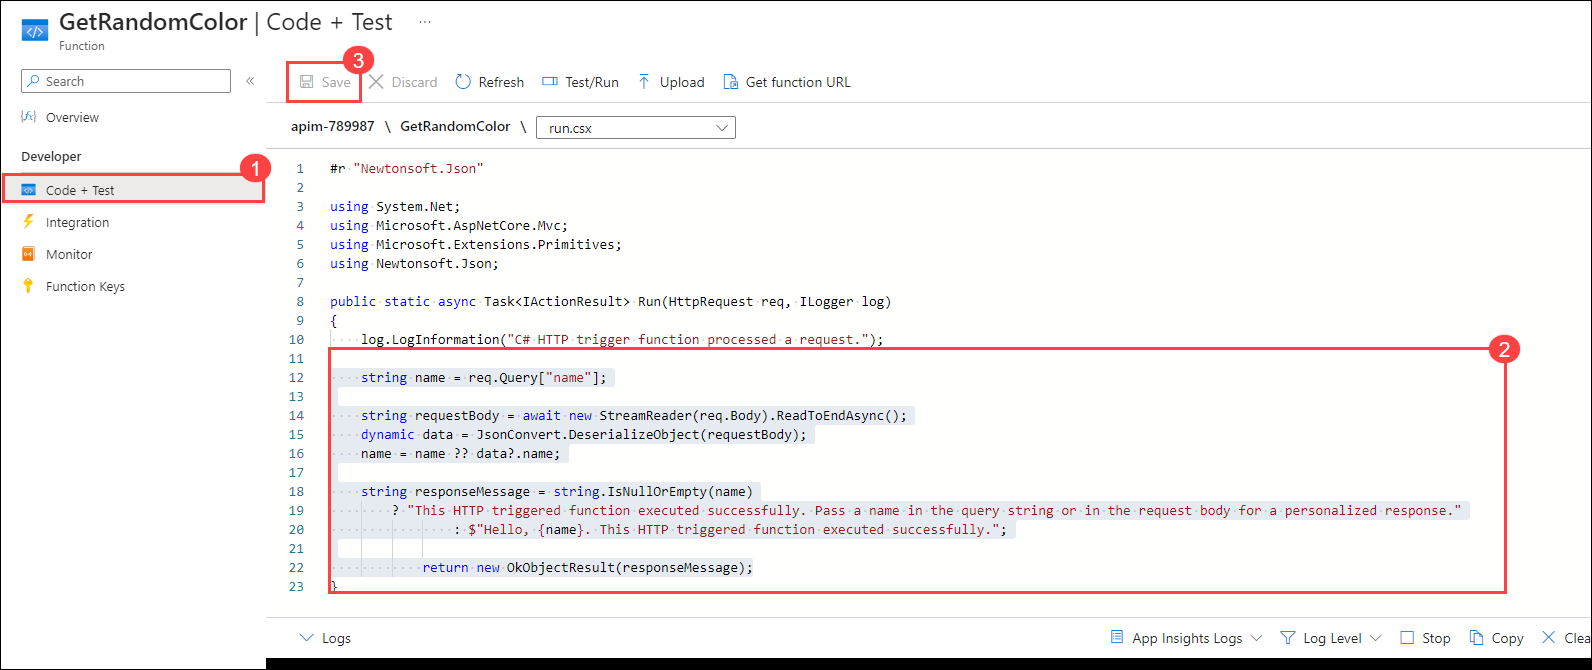 GetRandomColor | Code + Test ...
Function
Search «
Overview
Developer
1
Code + Test
Integration
Monitor
Function Keys
3
Save Discard Refresh Test/Run Upload Get function URL
apim-789987 \ GetRandomColor \ run.csx
1 #r "Newtonsoft.Json"
2
3 using System.Net;
4 using Microsoft.AspNetCore.Mvc;
5 using Microsoft.Extensions.Primitives;
6 using Newtonsoft.Json;
7
8 public static async Task<IActionResult> Run(HttpRequest req, ILogger log)
9 {
10 log.LogInformation("C# HTTP trigger function processed a request.");
2
11
12 string name = req.Query["name"];
13
14 string requestBody = await new StreamReader(req.Body).ReadToEndAsync();
15 dynamic data = JsonConvert.DeserializeObject(requestBody);
16 name = name ?? data?.name;
17
18 string responseMessage = string.IsNullOrEmpty(name)
19 ? "This HTTP triggered function executed successfully. Pass a name in the query string or in the request body for a personalized response."
20 : $"Hello, {name}. This HTTP triggered function executed successfully.";
21
22 return new OkObjectResult(responseMessage);
23 }
Logs App Insights Logs Log Level Stop Copy Clea